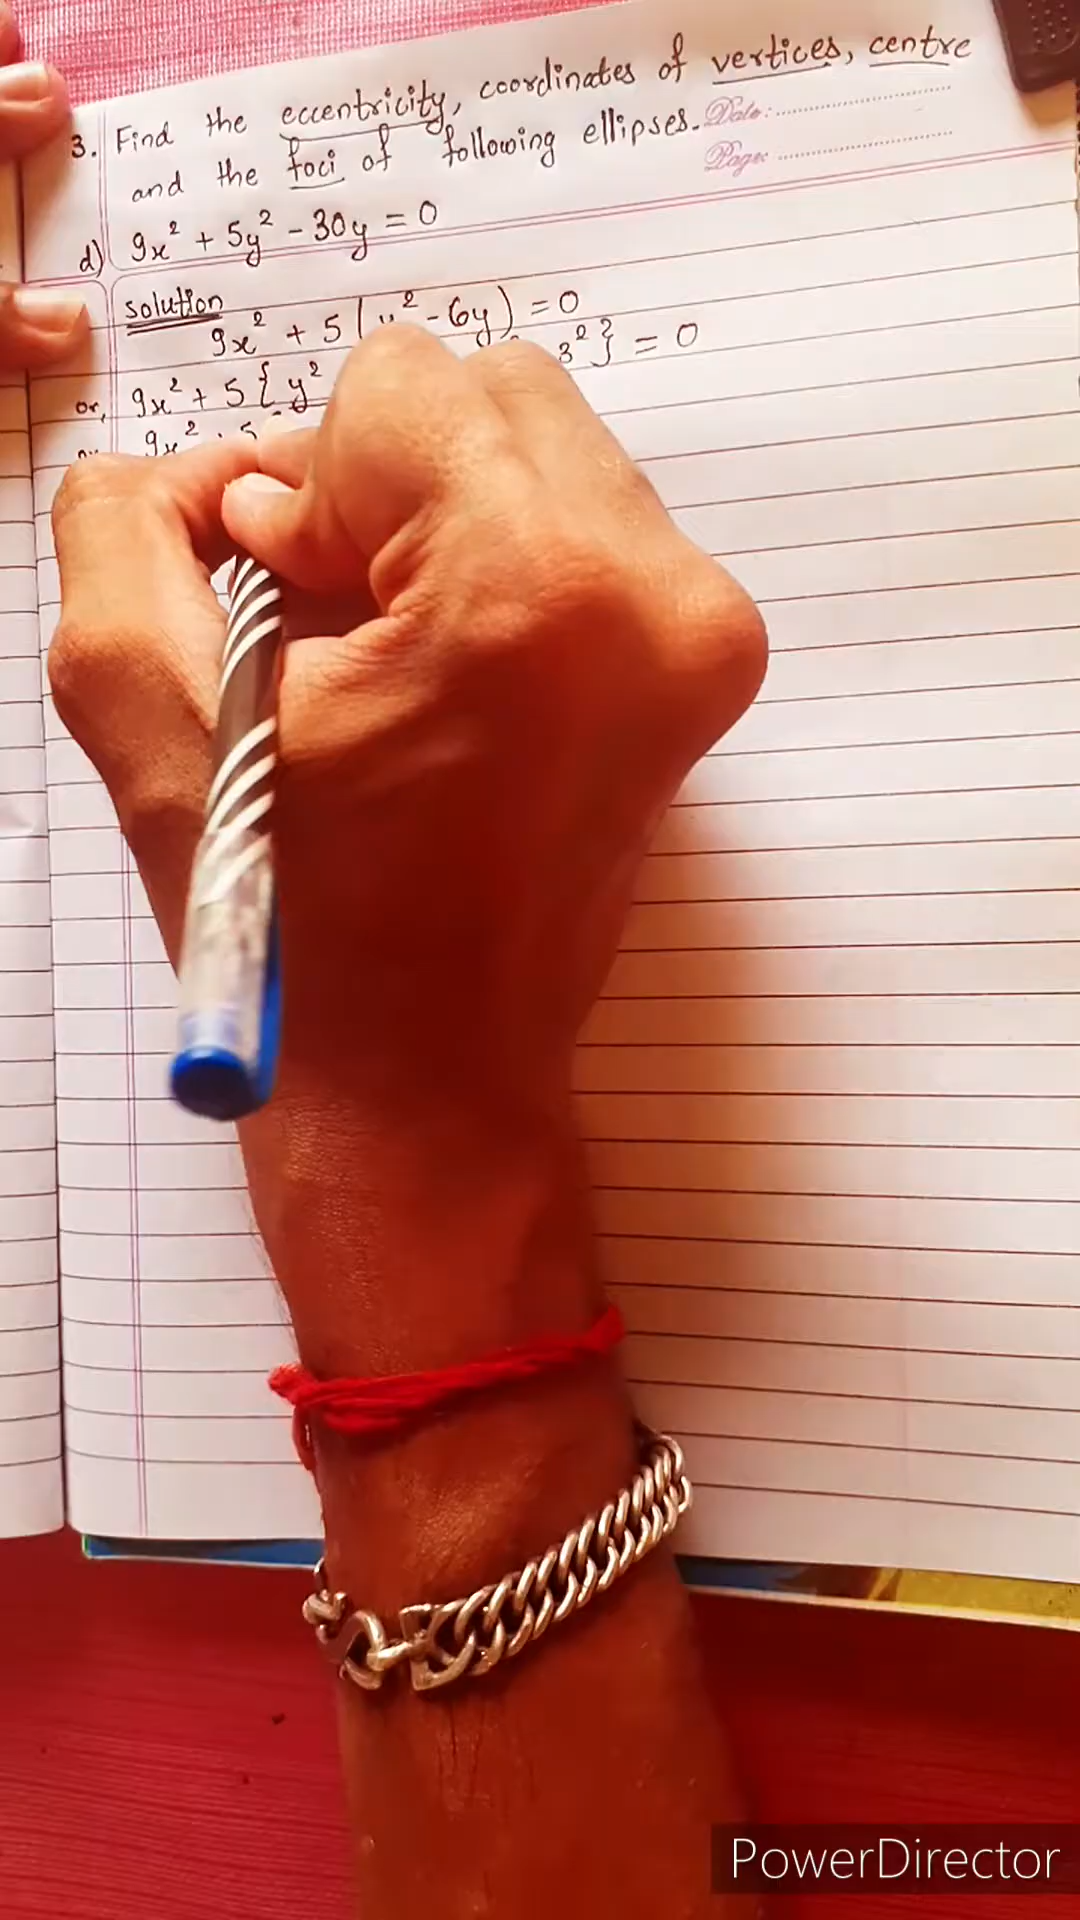 3. Find the eccentricity, coordinates of vertices, centre
and the foci of following ellipses.
Date:
Page:
d) 9x² + 5y² - 30y = 0
solution
9x² + 5( y² - 6y) = 0
or, 9x² + 5 { y² 3² } = 0
9x²
PowerDirector